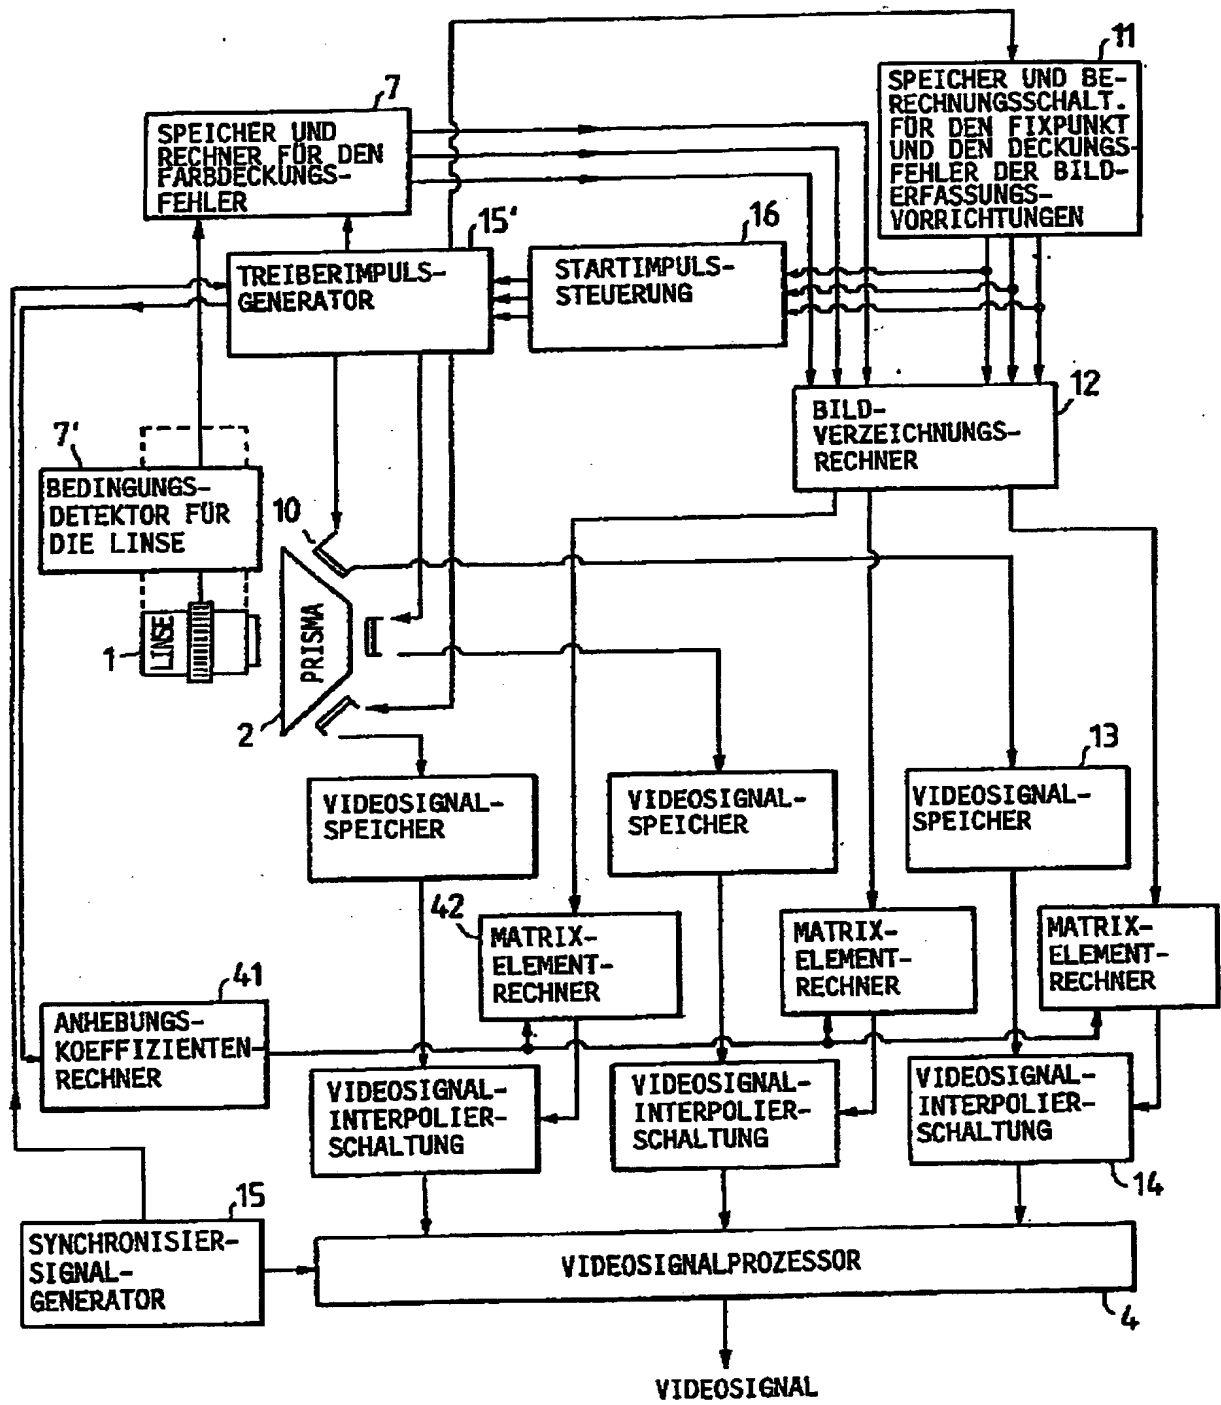 11
SPEICHER UND BE-
RECHNUNGSSCHALT.
FÜR DEN FIXPUNKT
UND DEN DECKUNGS-
FEHLER DER BILD-
ERFASSUNGS-
VORRICHTUNGEN
7
SPEICHER UND
RECHNER FÜR DEN
FARBDECKUNGS-
FEHLER
15'
TREIBERIMPULS-
GENERATOR
16
STARTIMPULS-
STEUERUNG
12
BILD-
VERZEICHNUNGS-
RECHNER
7'
BEDINGUNGS-
DETEKTOR FÜR
DIE LINSE
10
1
LINSE
PRISMA
2
VIDEOSIGNAL-
SPEICHER
VIDEOSIGNAL-
SPEICHER
13
VIDEOSIGNAL-
SPEICHER
42
MATRIX-
ELEMENT-
RECHNER
MATRIX-
ELEMENT-
RECHNER
MATRIX-
ELEMENT-
RECHNER
41
ANHEBUNGS-
KOEFFIZIENTEN-
RECHNER
VIDEOSIGNAL-
INTERPOLIER-
SCHALTUNG
VIDEOSIGNAL-
INTERPOLIER-
SCHALTUNG
VIDEOSIGNAL-
INTERPOLIER-
SCHALTUNG
14
15
SYNCHRONISIER-
SIGNAL-
GENERATOR
VIDEOSIGNALPROZESSOR
4
VIDEOSIGNAL